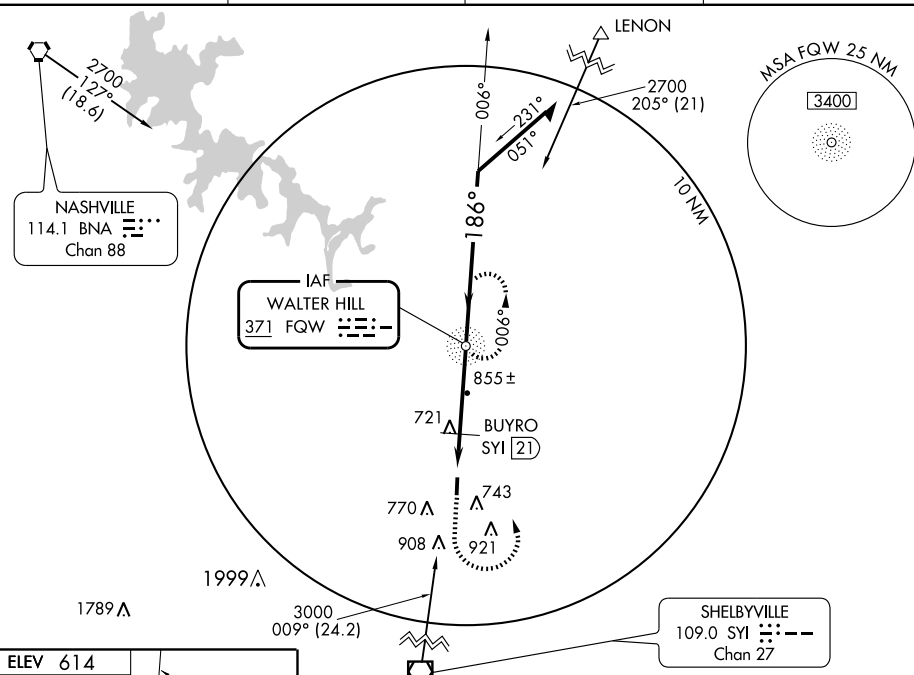 LENON
2700
127°
(18.6)
006°
231°
051°
2700
205° (21)
MSA FQW 25 NM
3400
10 NM
186°
NASHVILLE
114.1 BNA
Chan 88
IAF
WALTER HILL
371 FQW
006°
855±
721
BUYRO
SYI 21
770
743
908
921
1999
1789
3000
009° (24.2)
SHELBYVILLE
109.0 SYI
Chan 27
ELEV 614